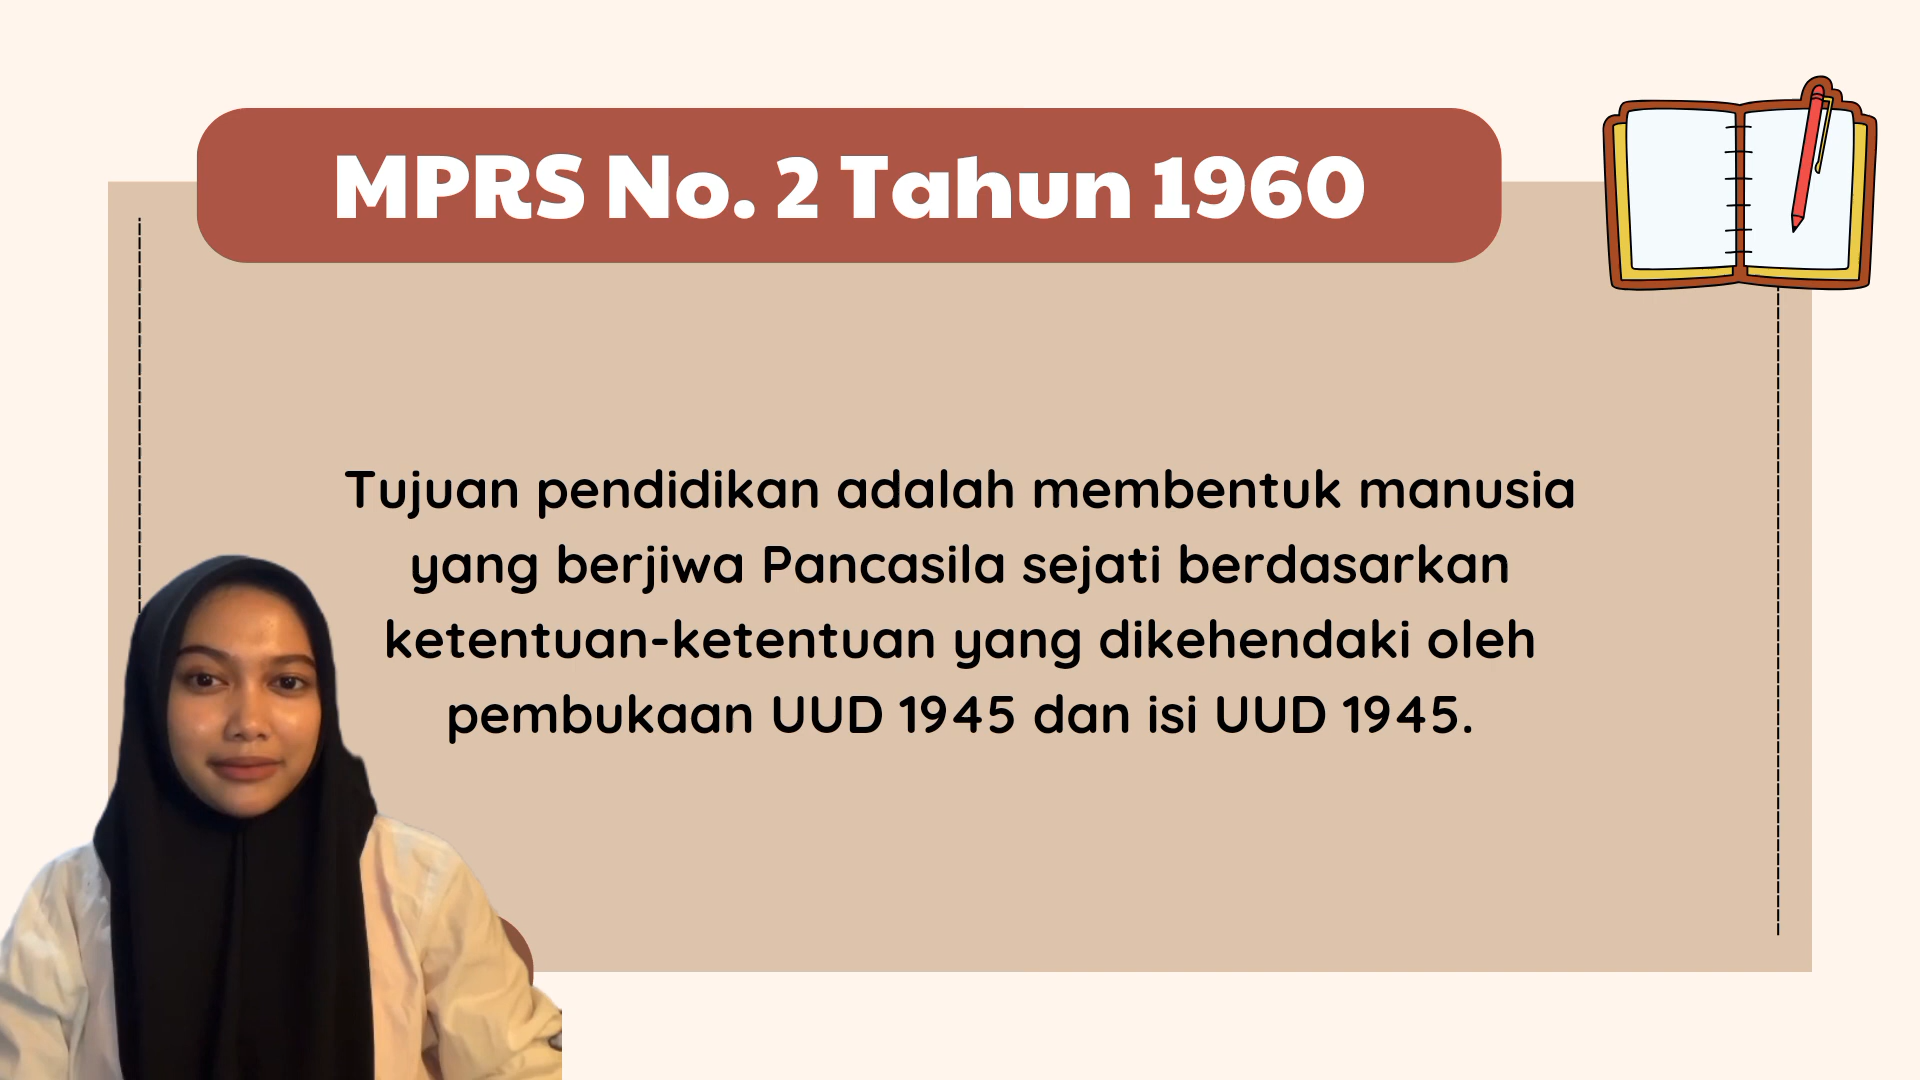 MPRS No. 2 Tahun 1960
Tujuan pendidikan adalah membentuk manusia
yang berjiwa Pancasila sejati berdasarkan
ketentuan-ketentuan yang dikehendaki oleh
pembukaan UUD 1945 dan isi UUD 1945.